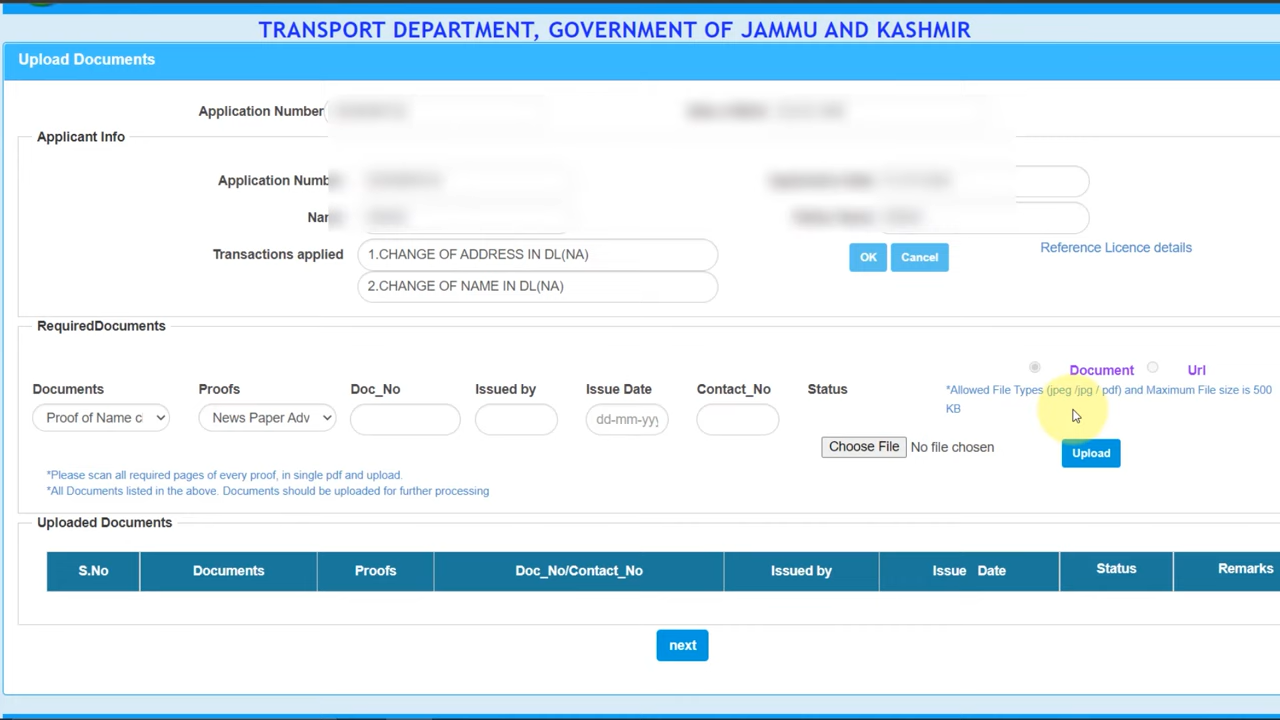 TRANSPORT DEPARTMENT, GOVERNMENT OF JAMMU AND KASHMIR
Upload Documents
Application Number
Applicant Info
Application Numb
Nam
Transactions applied
1.CHANGE OF ADDRESS IN DL(NA)
OK
Cancel
Reference Licence details
2.CHANGE OF NAME IN DL(NA)
RequiredDocuments
Document
Url
Documents
Proofs
Doc_No
Issued by
Issue Date
Contact_No
Status
*Allowed File Types (jpeg /jpg / pdf) and Maximum File size is 500
KB
Proof of Name c
News Paper Adv
dd-mm-yyy
Choose File
No file chosen
Upload
*Please scan all required pages of every proof, in single pdf and upload.
*All Documents listed in the above. Documents should be uploaded for further processing
Uploaded Documents
S.No
Documents
Proofs
Doc_No/Contact_No
Issued by
Issue Date
Status
Remarks
next